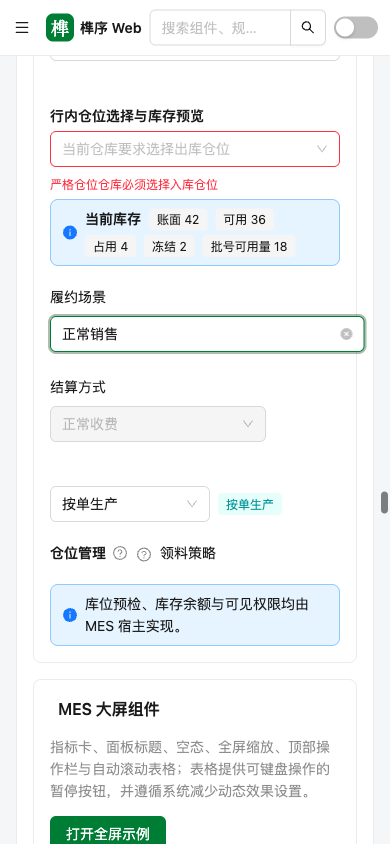 榫
榫序 Web
搜索组件、规...
行内仓位选择与库存预览
当前仓库要求选择出库仓位
严格仓位仓库必须选择入库仓位
当前库存 账面 42 可用 36
占用 4 冻结 2 批号可用量 18
履约场景
正常销售
结算方式
正常收费
按单生产 按单生产
仓位管理 ? ? 领料策略
库位预检、库存余额与可见权限均由
MES 宿主实现。
MES 大屏组件
指标卡、面板标题、空态、全屏缩放、顶部操
作栏与自动滚动表格；表格提供可键盘操作的
暂停按钮，并遵循系统减少动态效果设置。
打开全屏示例